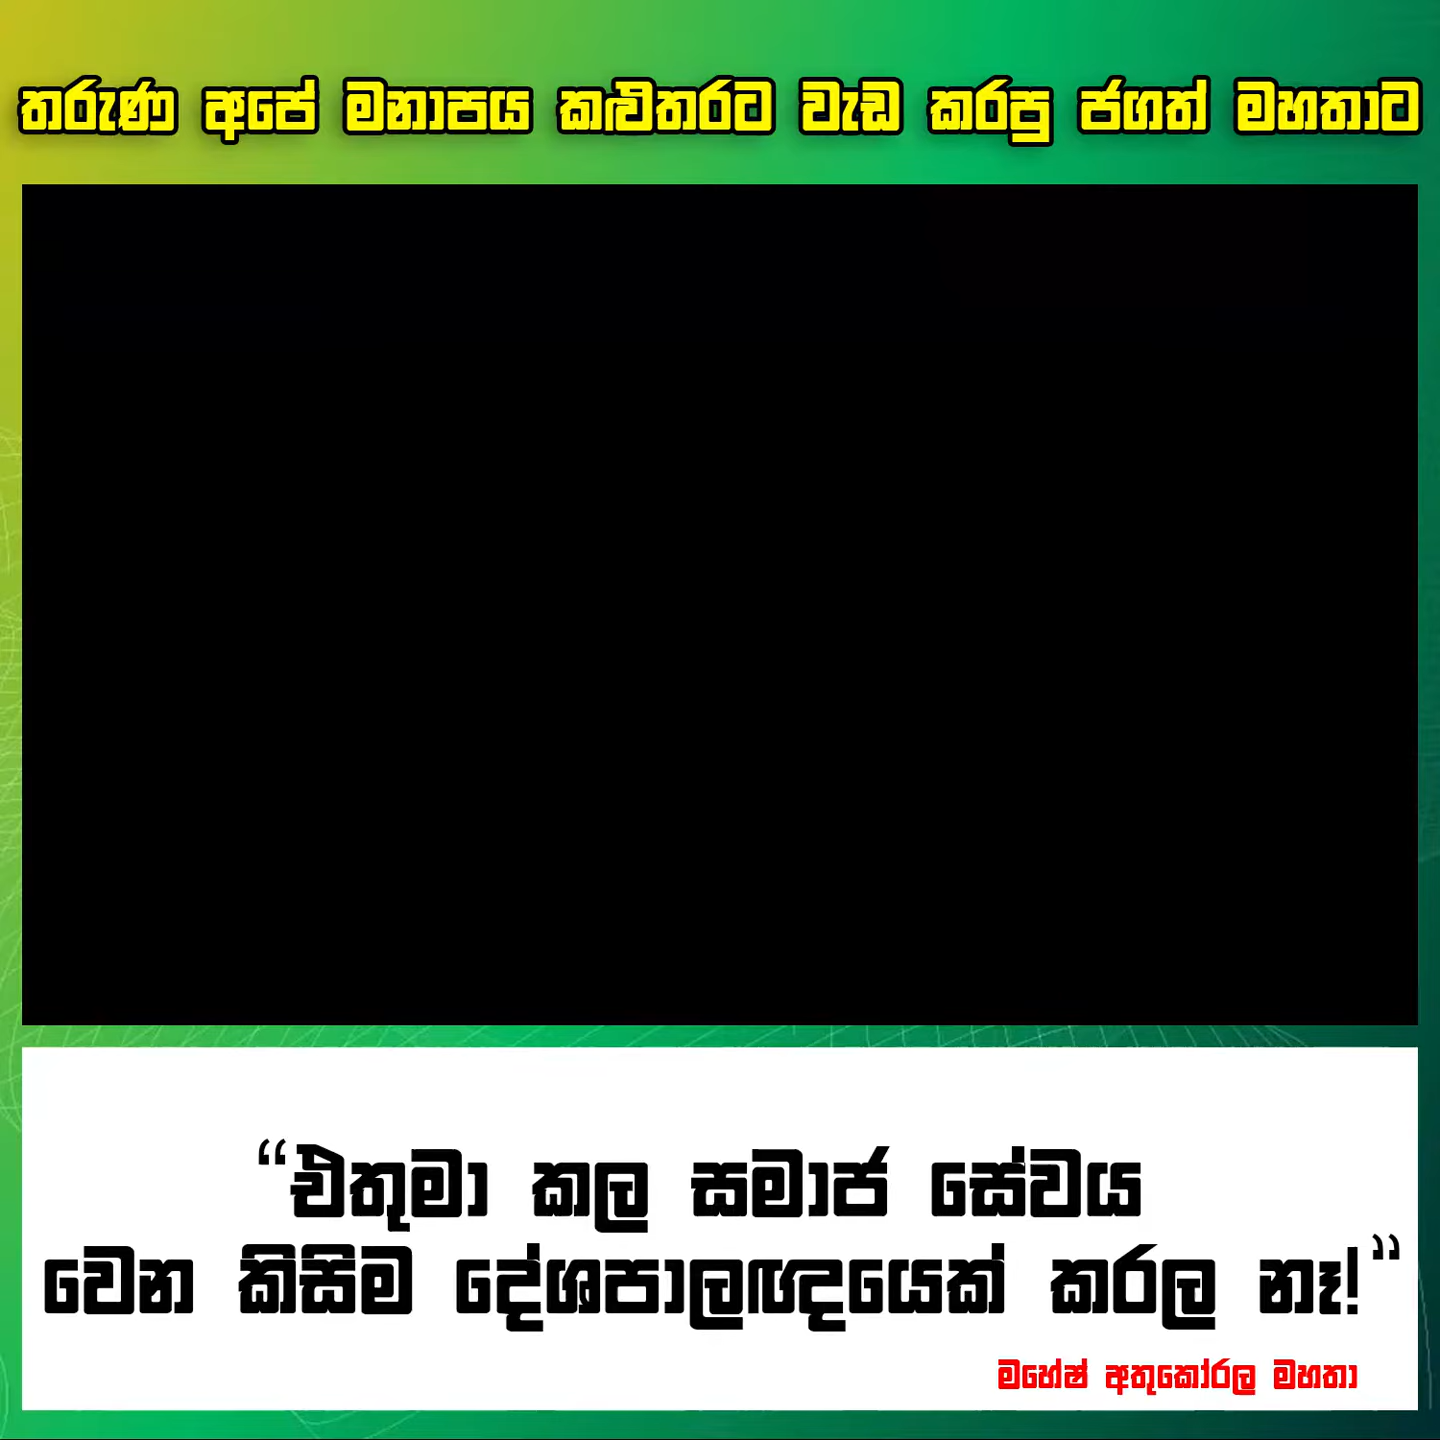 තරුණ අපේ මනාපය කළුතරට වැඩ කරපු ජගත් මහතාට
“එතුමා කල සමාජ සේවය
වෙන කිසිම දේශපාලඥයෙක් කරල නෑ!“
මහේෂ් අතුකෝරල මහතා